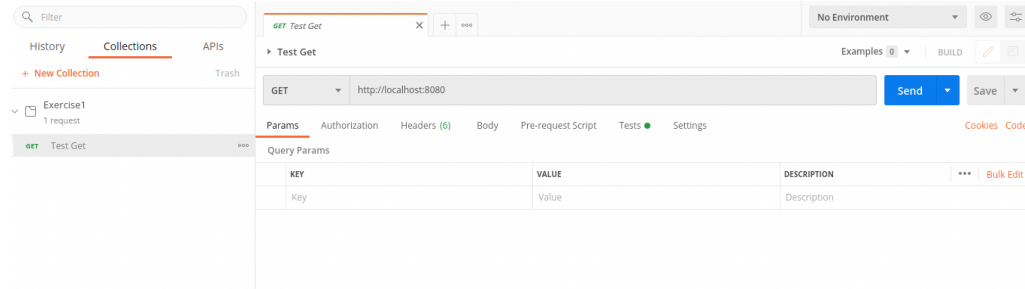 Filter
History Collections APIs
+ New Collection Trash
Exercise1
1 request
GET Test Get
GET Test Get
No Environment
Test Get
Examples 0 BUILD
GET http://localhost:8080 Send Save
Params Authorization Headers (6) Body Pre-request Script Tests Settings Cookies Code
Query Params
KEY VALUE DESCRIPTION Bulk Edit
Key Value Description